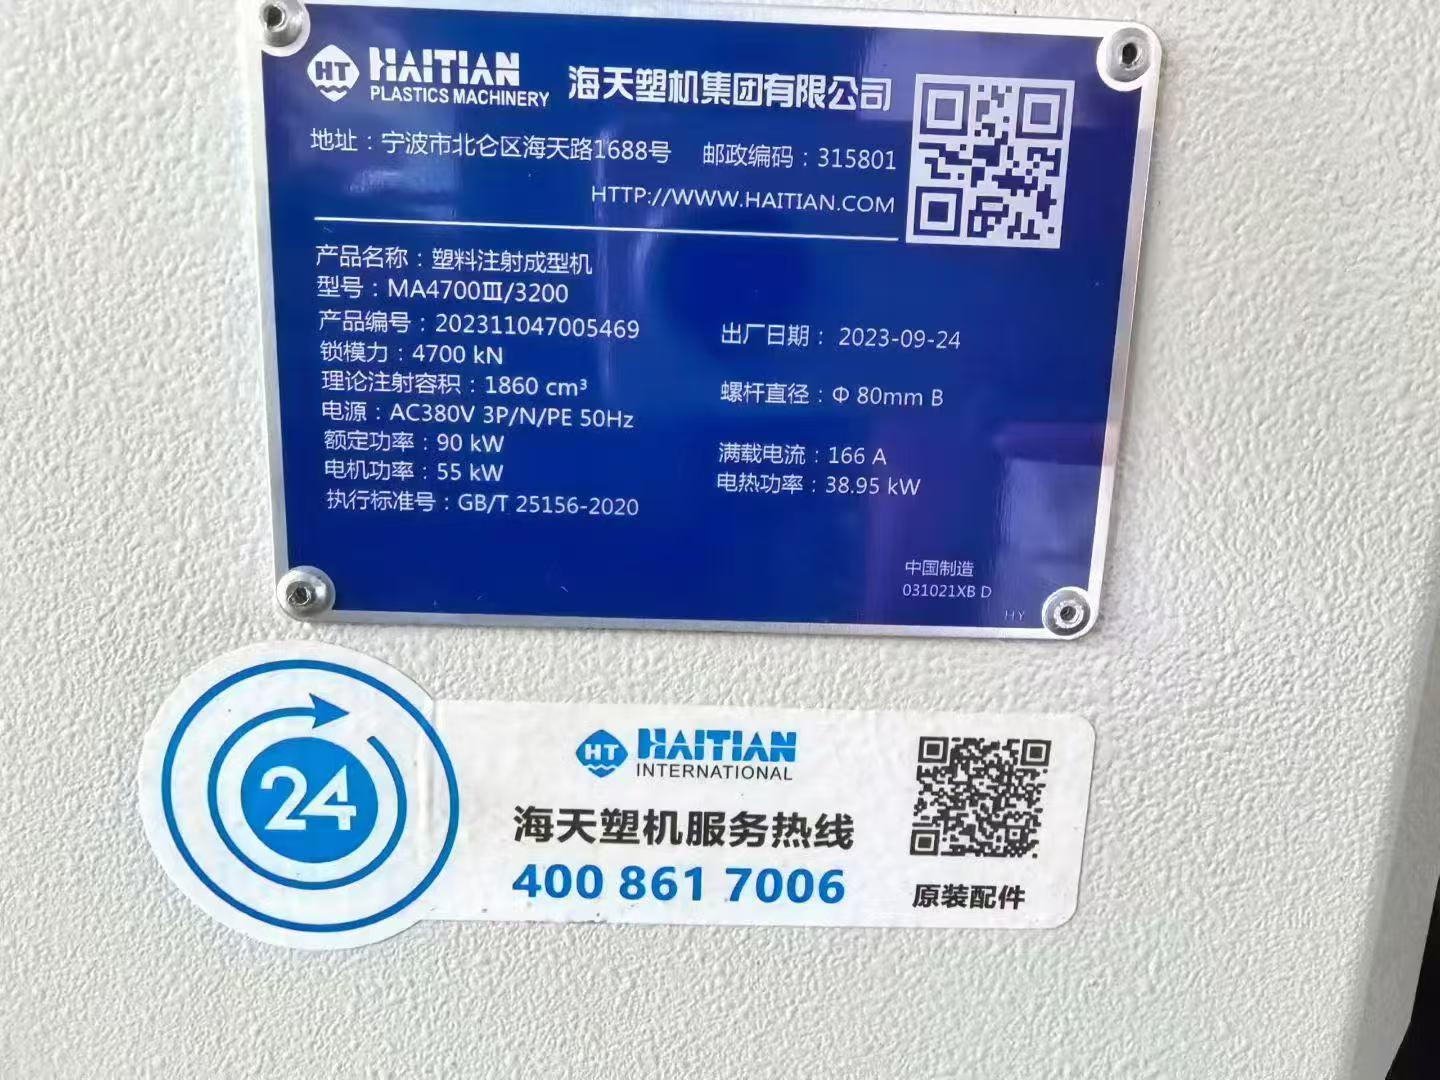 HT HAITIAN
PLASTICS MACHINERY
海天塑机集团有限公司
地址：宁波市北仑区海天路1688号 邮政编码：315801
HTTP://WWW.HAITIAN.COM
产品名称：塑料注射成型机
型号：MA4700Ⅲ/3200
产品编号：202311047005469 出厂日期： 2023-09-24
锁模力：4700 kN
理论注射容积：1860 cm³ 螺杆直径：Φ 80mm B
电源：AC380V 3P/N/PE 50Hz
额定功率：90 kW 满载电流：166 A
电机功率：55 kW 电热功率：38.95 kW
执行标准号：GB/T 25156-2020
中国制造
031021XB D
HY
24
HT HAITIAN
INTERNATIONAL
海天塑机服务热线
400 861 7006
原装配件